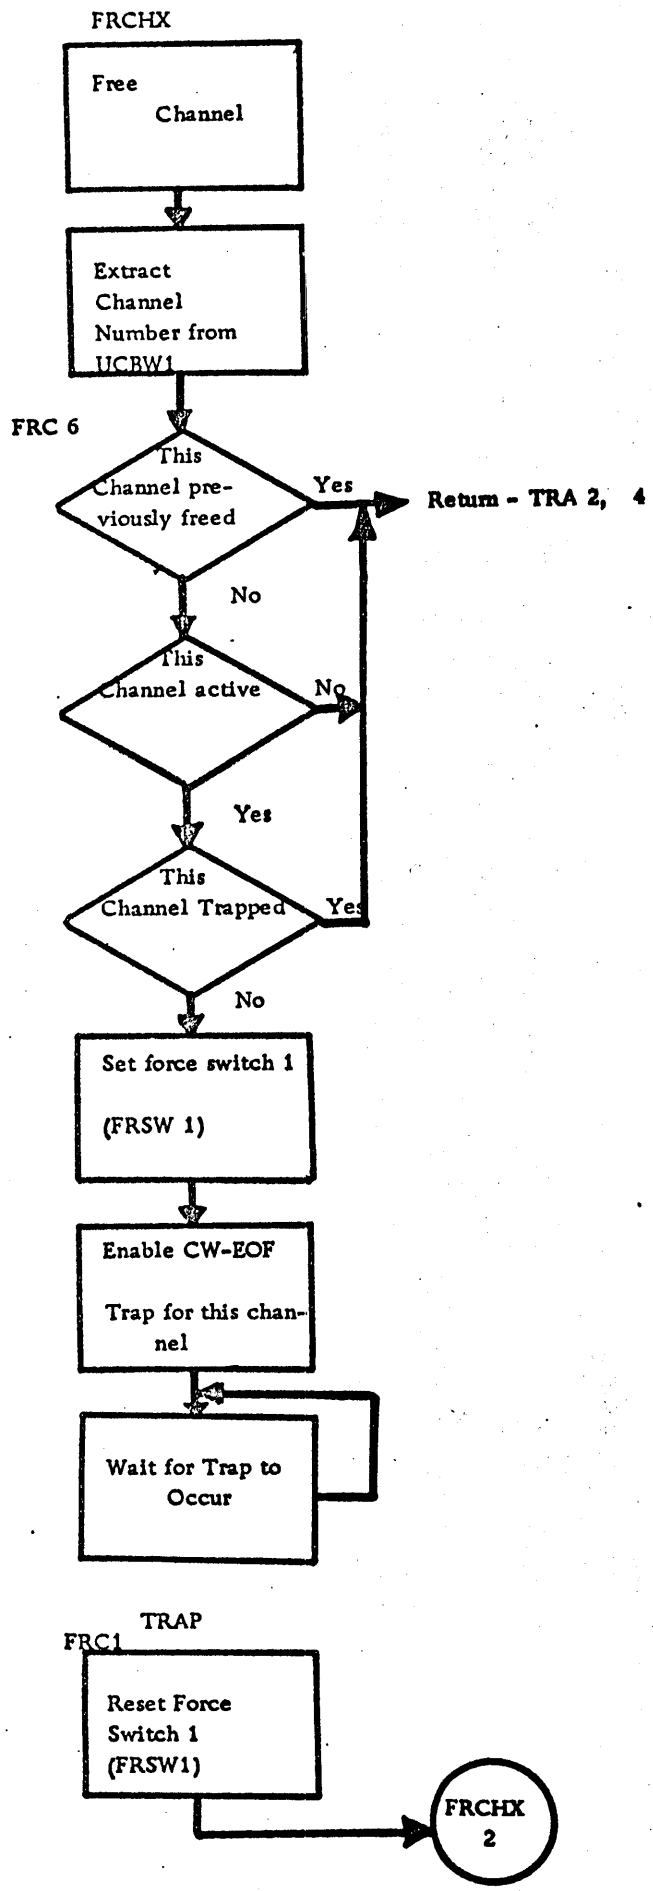 FRCHX
Free
Channel
Extract
Channel
Number from
UCBW1
FRC 6
This
Channel pre-
viously freed
Yes
Return - TRA 2, 4
No
This
Channel active
No
Yes
This
Channel Trapped
Yes
No
Set force switch 1
(FRSW 1)
Enable CW-EOF
Trap for this chan-
nel
Wait for Trap to
Occur
TRAP
FRC1
Reset Force
Switch 1
(FRSW1)
FRCHX
2